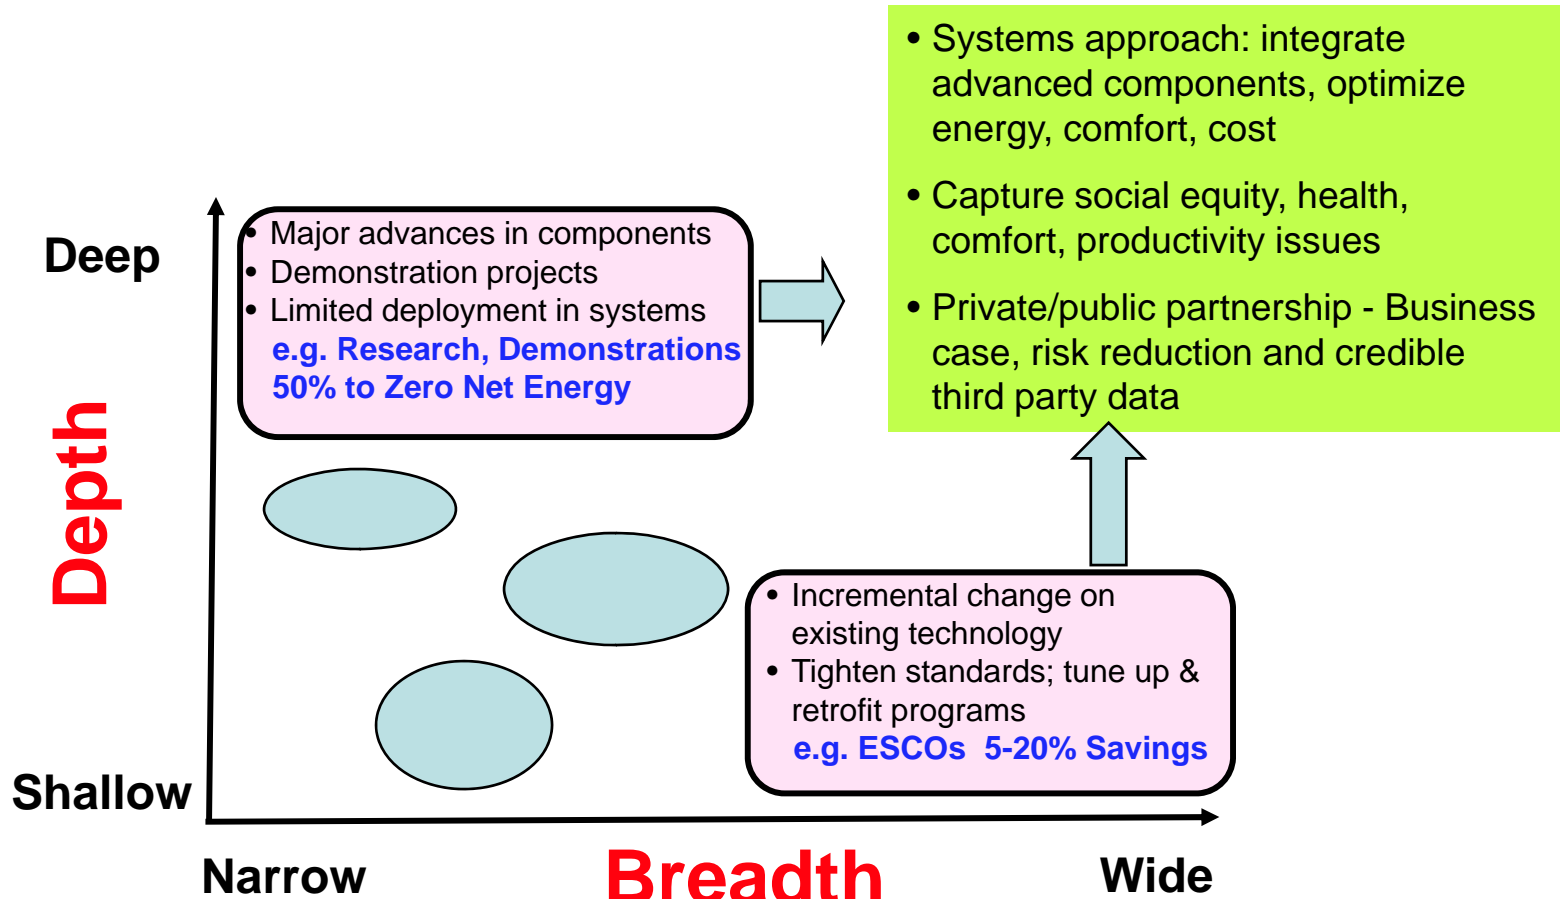 • Systems approach: integrate
advanced components, optimize
energy, comfort, cost
• Capture social equity, health,
comfort, productivity issues
• Private/public partnership - Business
case, risk reduction and credible
third party data
Deep
• Major advances in components
• Demonstration projects
• Limited deployment in systems
e.g. Research, Demonstrations
50% to Zero Net Energy
Depth
• Incremental change on
existing technology
• Tighten standards; tune up &
retrofit programs
e.g. ESCOs 5-20% Savings
Shallow
Narrow
Breadth
Wide